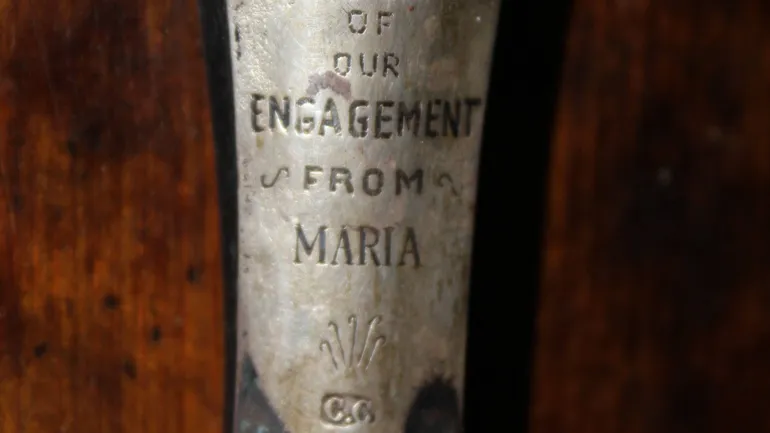 OF
OUR
ENGAGEMENT
FROM
MARIA
C.C.